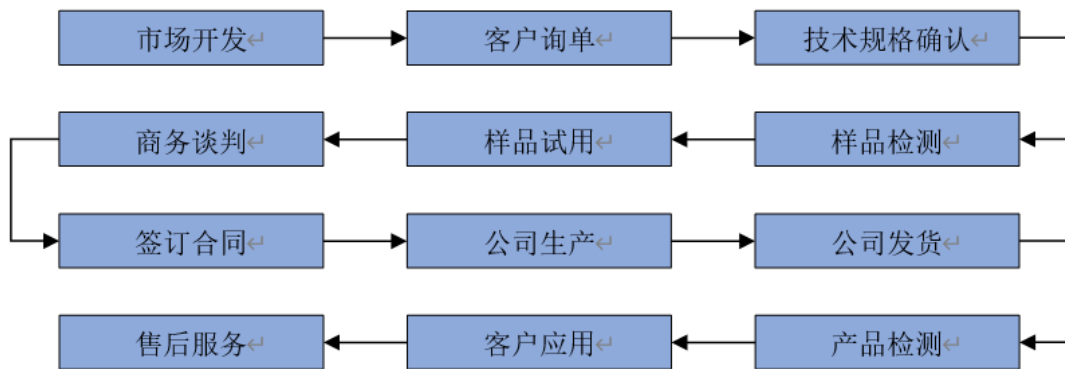 市场开发
客户询单
技术规格确认
商务谈判
样品试用
样品检测
签订合同
公司生产
公司发货
售后服务
客户应用
产品检测